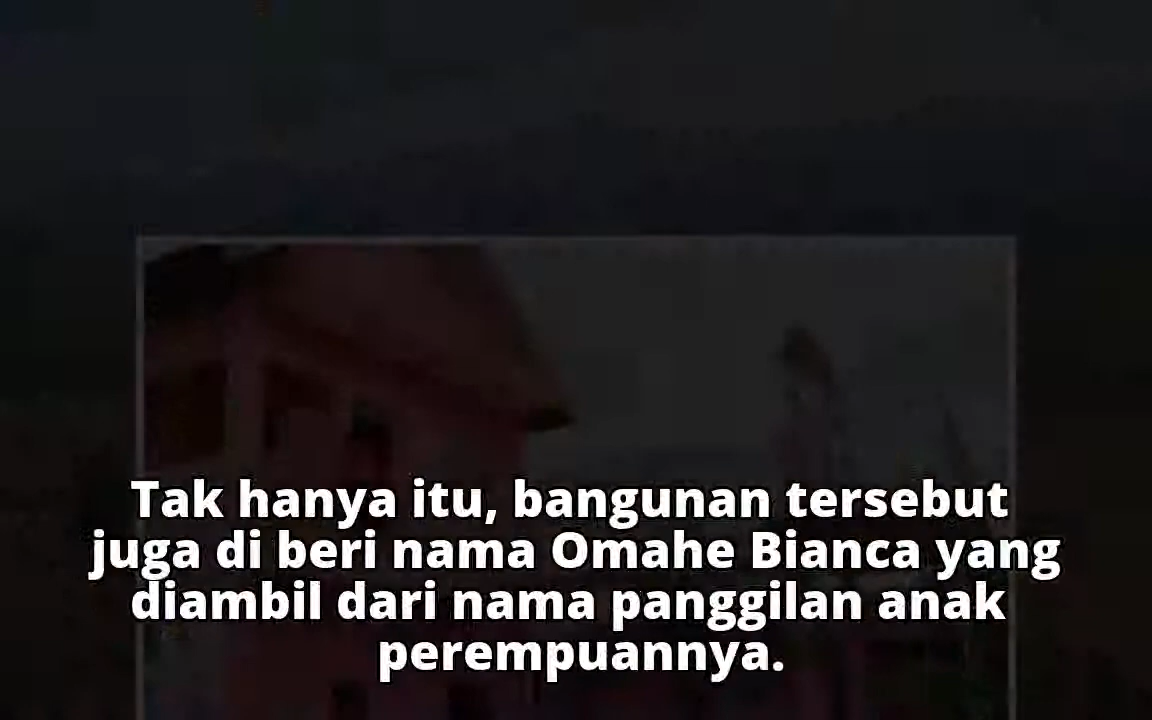 Tak hanya itu, bangunan tersebut
juga di beri nama Omahe Bianca yang
diambil dari nama panggilan anak
perempuannya.